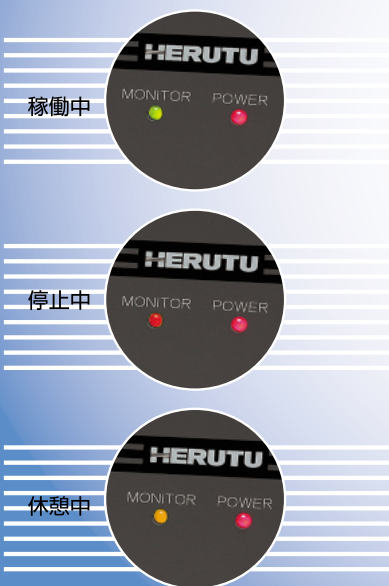 HERUTU
稼働中
MONITOR POWER
HERUTU
停止中
MONITOR POWER
HERUTU
休憩中
MONITOR POWER